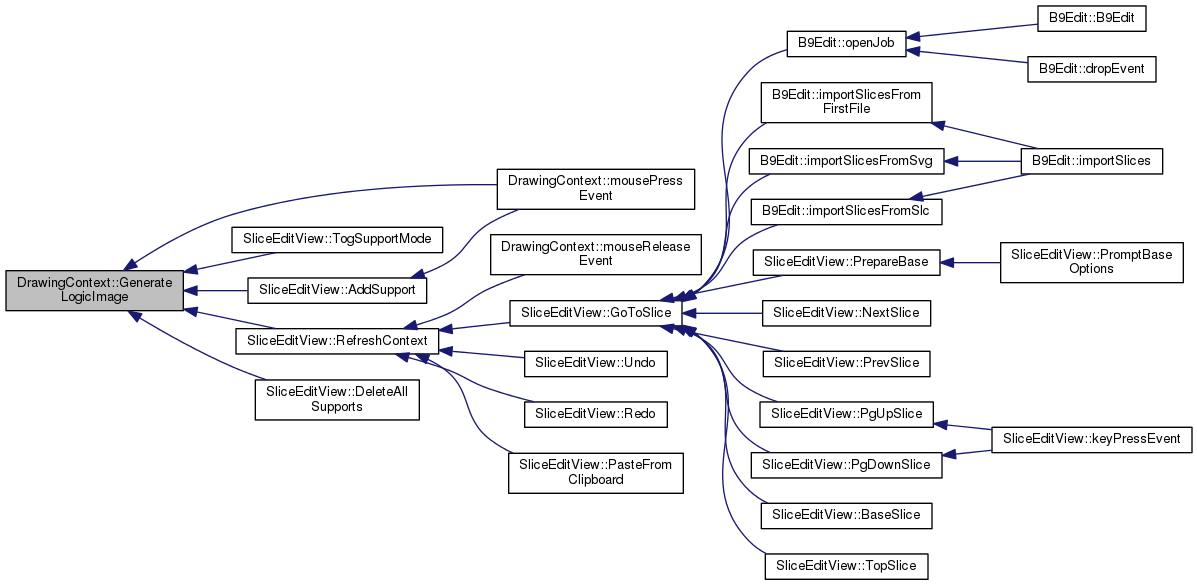 DrawingContext::Generate
LogicImage
DrawingContext::mousePress
Event
SliceEditView::TogSupportMode
SliceEditView::AddSupport
SliceEditView::RefreshContext
SliceEditView::DeleteAll
Supports
DrawingContext::mouseRelease
Event
SliceEditView::GoToSlice
SliceEditView::Undo
SliceEditView::Redo
SliceEditView::PasteFrom
Clipboard
B9Edit::openJob
B9Edit::importSlicesFrom
FirstFile
B9Edit::importSlicesFromSvg
B9Edit::importSlicesFromSlc
SliceEditView::PrepareBase
SliceEditView::NextSlice
SliceEditView::PrevSlice
SliceEditView::PgUpSlice
SliceEditView::PgDownSlice
SliceEditView::BaseSlice
SliceEditView::TopSlice
B9Edit::B9Edit
B9Edit::dropEvent
B9Edit::importSlices
SliceEditView::PromptBase
Options
SliceEditView::keyPressEvent